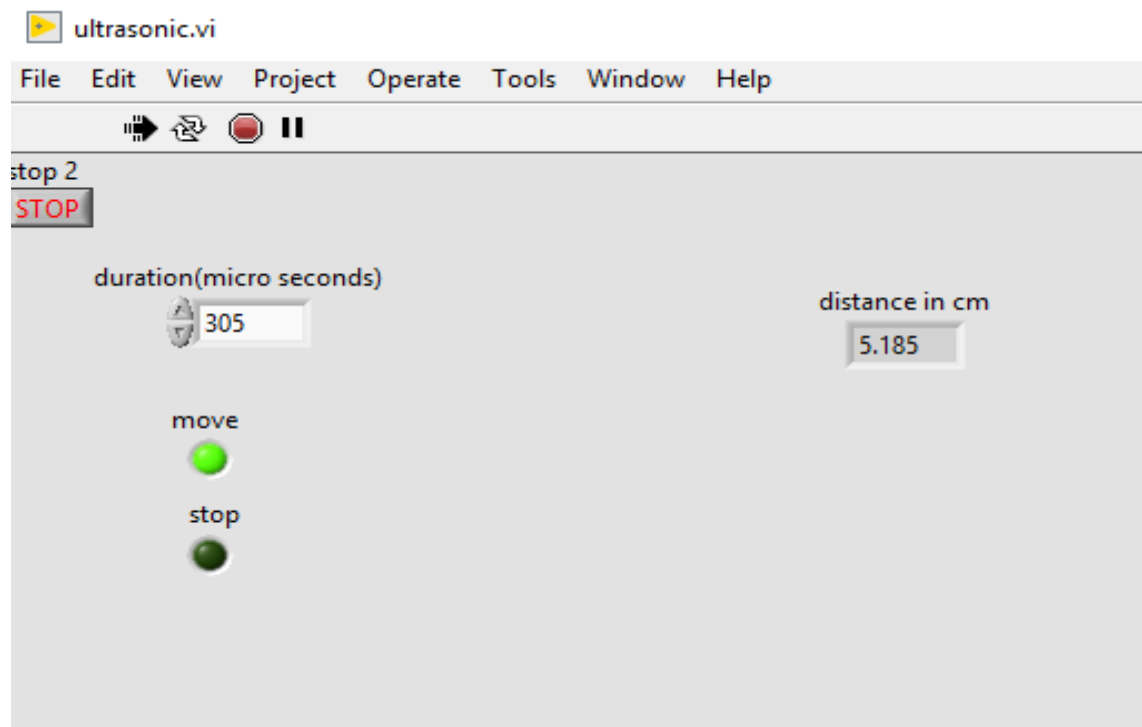 ultrasonic.vi
File Edit View Project Operate Tools Window Help
stop 2
STOP
duration(micro seconds)
305
distance in cm
5.185
move
stop